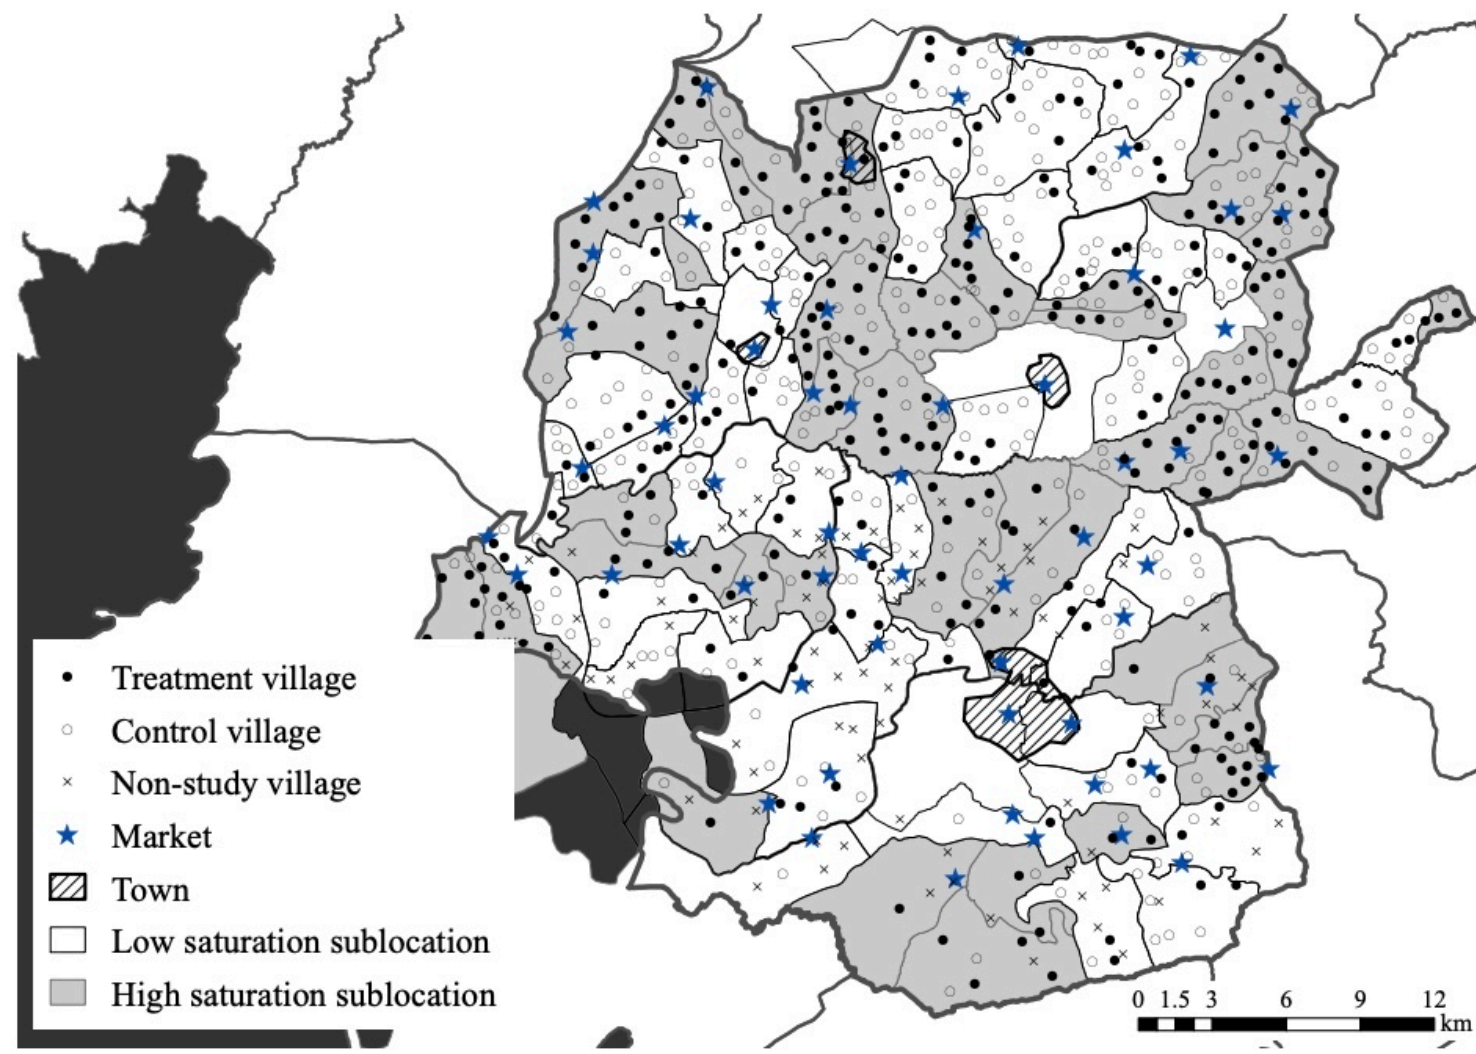 Treatment village
Control village
Non-study village
Market
Town
Low saturation sublocation
High saturation sublocation
0 1.5 3 6 9 12
km